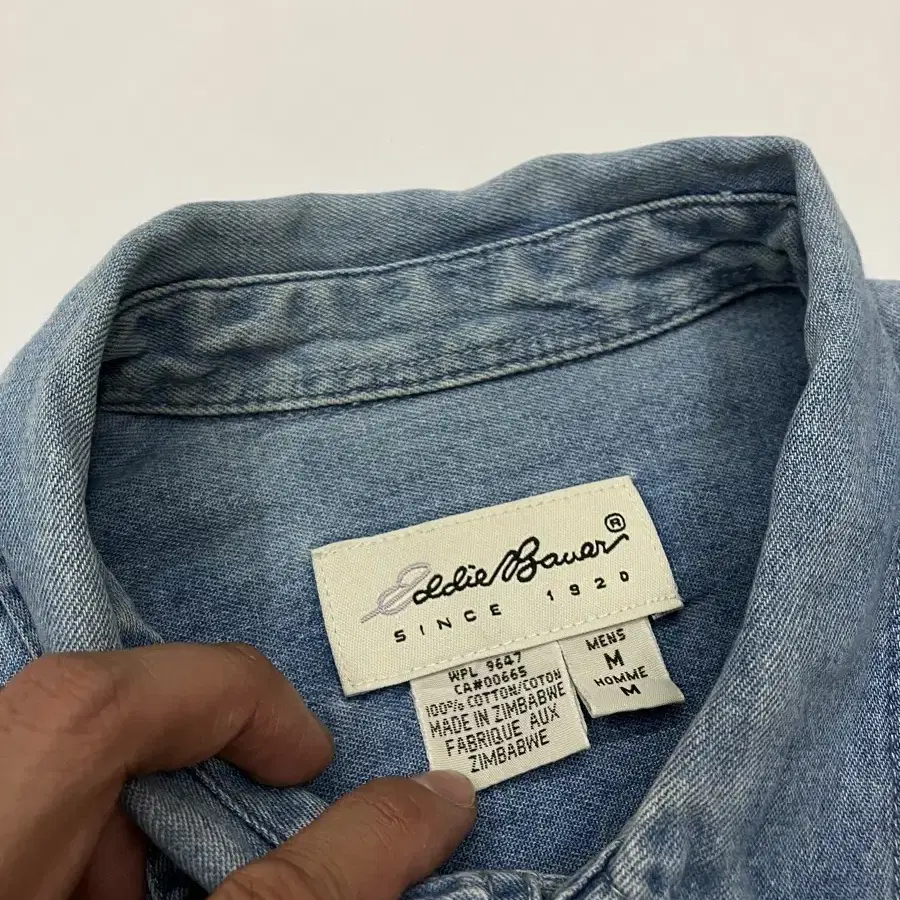 Eddie Bauer®
SINCE 1920
WPL 9647
CA#00665
100% COTTON/COTON
MADE IN ZIMBABWE
FABRIQUE AUX
ZIMBABWE
MENS
M
HOMME
M